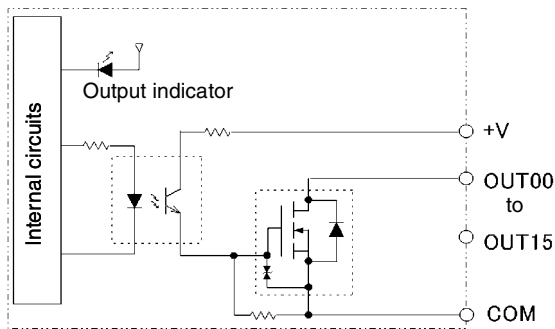 Internal circuits
Output indicator
+V
OUT00
to
OUT15
COM